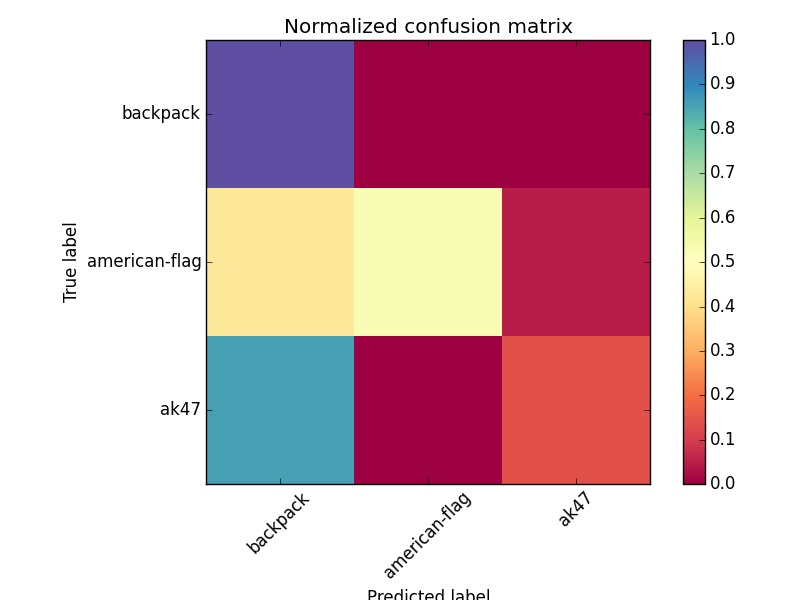 Normalized confusion matrix
True label
backpack
american-flag
ak47
backpack
american-flag
ak47
Predicted label
1.0
0.9
0.8
0.7
0.6
0.5
0.4
0.3
0.2
0.1
0.0